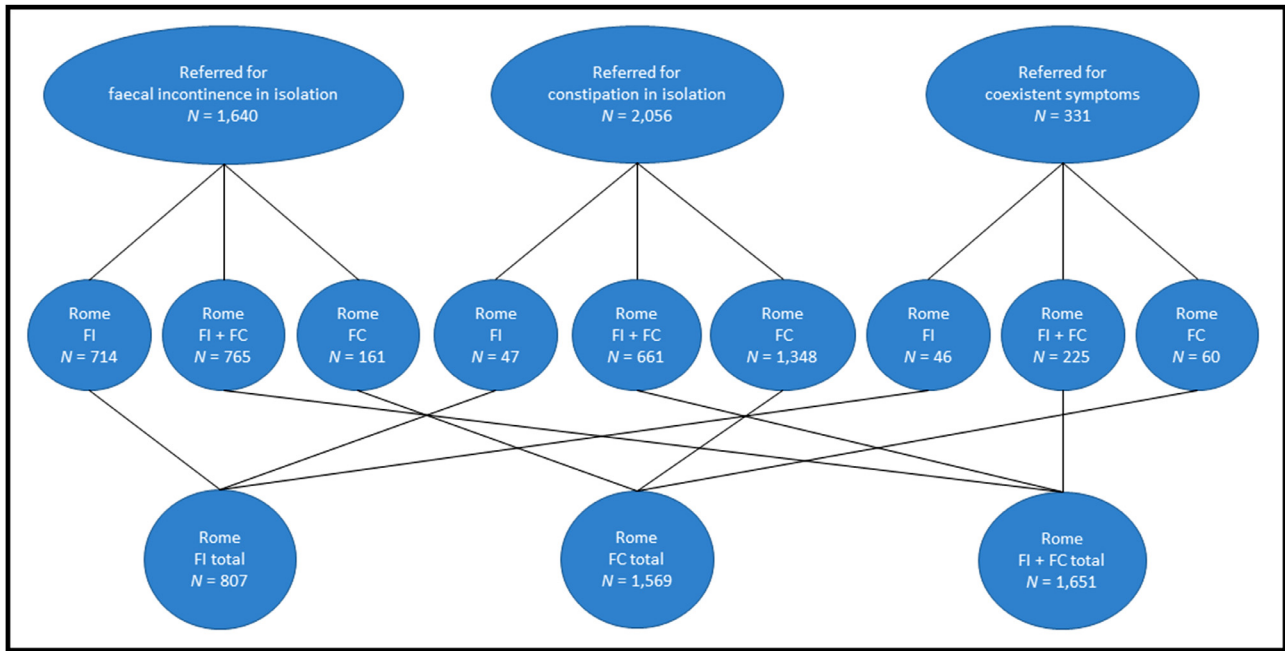 Referred for
faecal incontinence in isolation
N = 1,640
Referred for
constipation in isolation
N = 2,056
Referred for
coexistent symptoms
N = 331
Rome
FI
N = 714
Rome
FI + FC
N = 765
Rome
FC
N = 161
Rome
FI
N = 47
Rome
FI + FC
N = 661
Rome
FC
N = 1,348
Rome
FI
N = 46
Rome
FI + FC
N = 225
Rome
FC
N = 60
Rome
FI total
N = 807
Rome
FC total
N = 1,569
Rome
FI + FC total
N = 1,651